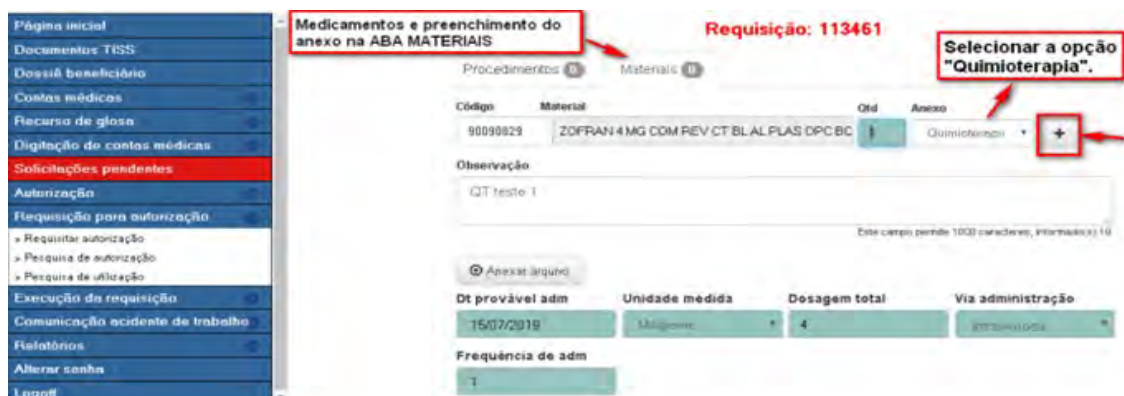 Página inicial
Documentos TISS
Dossiê beneficiário
Contas médicas
Recurso de glosa
Digitação de contas médicas
Solicitações pendentes
Autorização
Requisição para autorização
» Requisitar autorização
» Pesquisa de autorização
» Pesquisa de utilização
Execução da requisição
Comunicação acidente de trabalho
Relatórios
Alterar senha
Logoff
Medicamentos e preenchimento do
anexo na ABA MATERIAIS
Requisição: 113461
Selecionar a opção
"Quimioterapia".
Procedimentos 0 Materiais 0
Código Material Qtd Anexo
90090829 ZOFRAN 4 MG COM REV CT BL AL PLAS OPC BC 1 Quimioterapi +
Observação
QT teste 1
Este campo permite 1000 caracteres, informado(s) 10
Anexar arquivo
Dt provável adm Unidade medida Dosagem total Via administração
15/07/2019 Miligrama 4
Frequência de adm
1